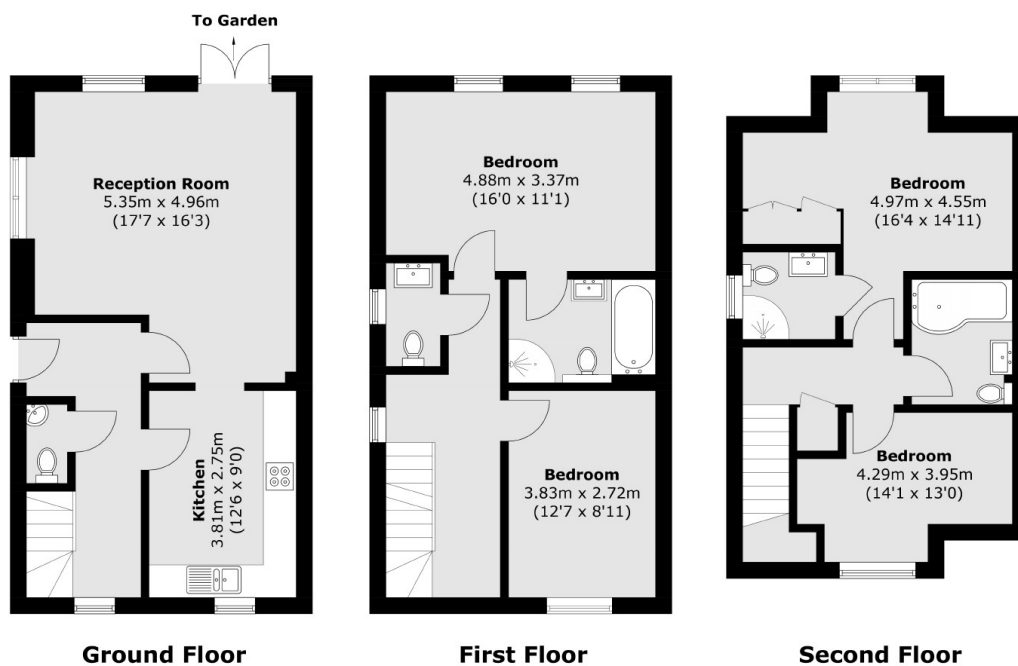 To Garden
Reception Room
5.35m x 4.96m
(17'7 x 16'3)
Kitchen
3.81m x 2.75m
(12'6 x 9'0)
Ground Floor
Bedroom
4.88m x 3.37m
(16'0 x 11'1)
Bedroom
3.83m x 2.72m
(12'7 x 8'11)
First Floor
Bedroom
4.97m x 4.55m
(16'4 x 14'11)
Bedroom
4.29m x 3.95m
(14'1 x 13'0)
Second Floor